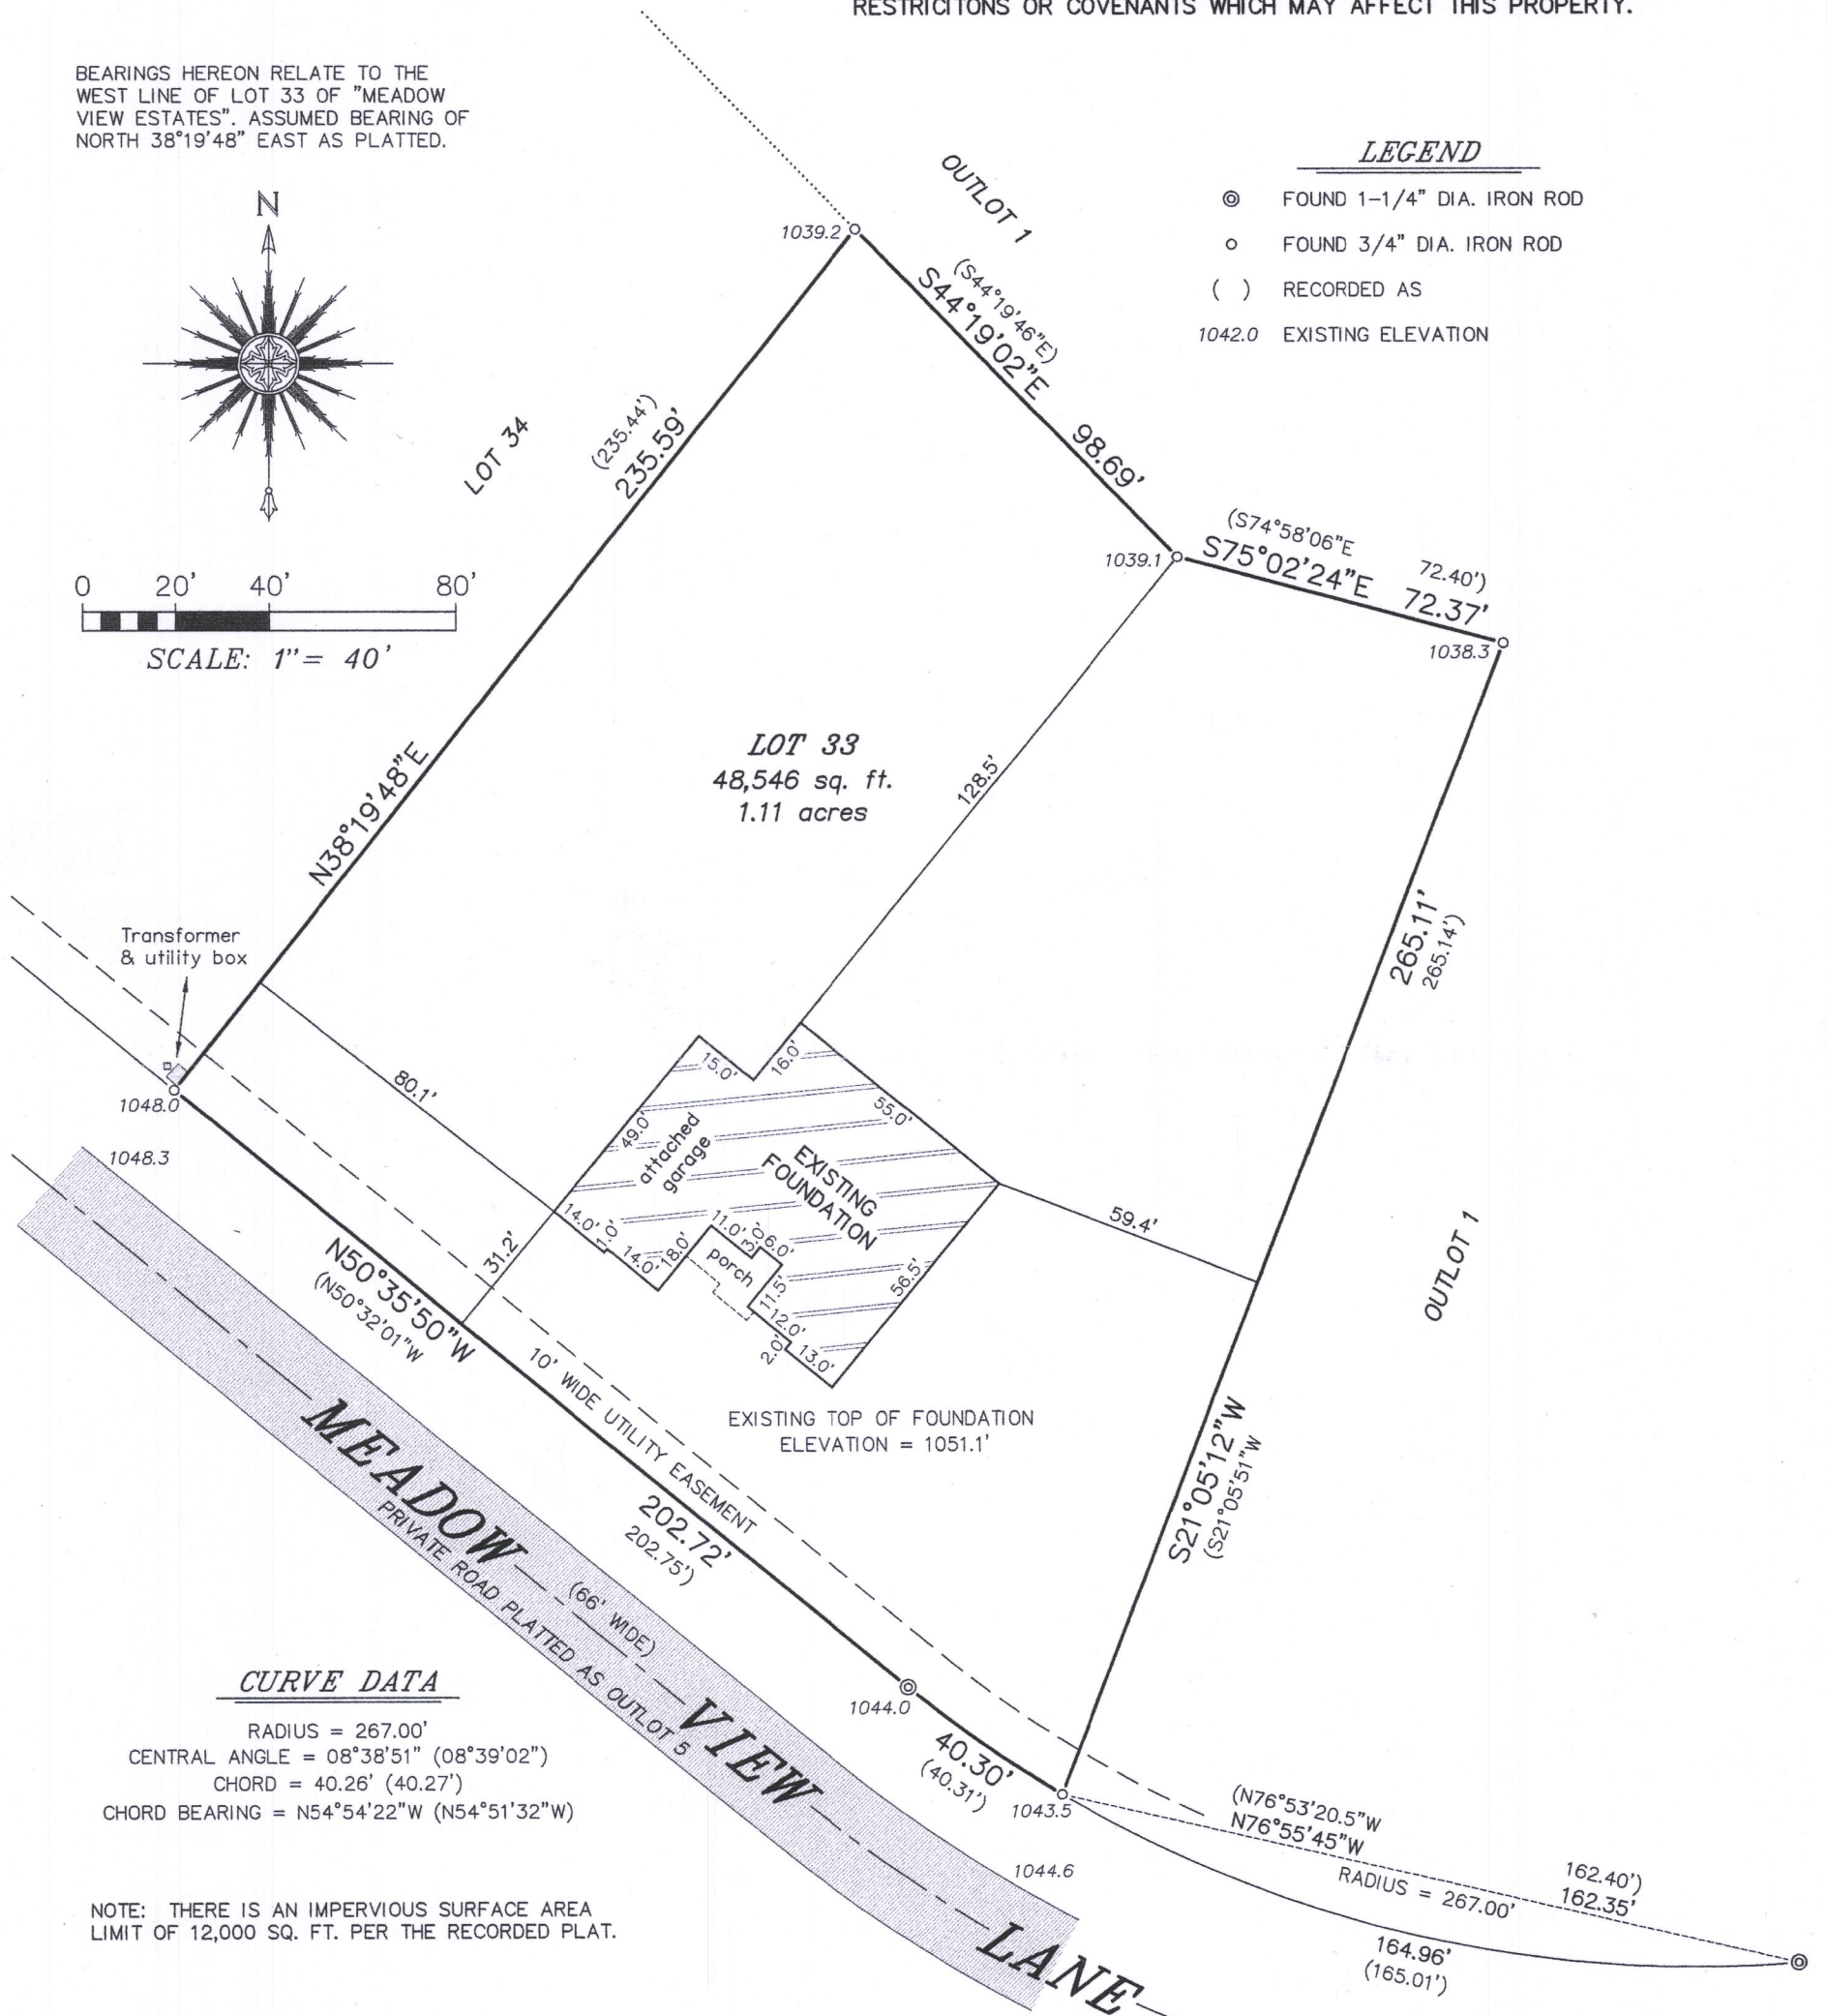 RESTRICITONS OR COVENANTS WHICH MAY AFFECT THIS PROPERTY.
BEARINGS HEREON RELATE TO THE
WEST LINE OF LOT 33 OF "MEADOW
VIEW ESTATES". ASSUMED BEARING OF
NORTH 38°19'48" EAST AS PLATTED.
N
0 20' 40' 80'
SCALE: 1"= 40'
LEGEND
FOUND 1-1/4" DIA. IRON ROD
FOUND 3/4" DIA. IRON ROD
( ) RECORDED AS
1042.0 EXISTING ELEVATION
OUTLOT 1
1039.2
(S44°19'46"E)
S44°19'02"E
98.69'
LOT 34
(235.44')
235.59'
N38°19'48"E
1039.1
(S74°58'06"E 72.40')
S75°02'24"E 72.37'
1038.3
LOT 33
48,546 sq. ft.
1.11 acres
128.5'
265.11'
265.14')
Transformer
& utility box
1048.0
1048.3
80.1'
15.0'
16.0'
55.0'
49.0'
attached
garage
EXISTING
FOUNDATION
59.4'
OUTLOT 1
14.0'
1.0'
14.0'
18.0'
11.0'
3.0'
6.0'
porch
11.5'
12.0'
2.0'
13.0'
56.5'
31.2'
N50°35'50"W
(N50°32'01"W
10' WIDE UTILITY EASEMENT
EXISTING TOP OF FOUNDATION
ELEVATION = 1051.1'
S21°05'12"W
(S21°05'51"W
202.72'
202.75')
MEADOW VIEW LANE
(66' WIDE)
PRIVATE ROAD PLATTED AS OUTLOT 5
1044.0
40.30'
(40.31')
1043.5
1044.6
(N76°53'20.5"W 162.40')
N76°55'45"W 162.35'
RADIUS = 267.00'
164.96'
(165.01')
CURVE DATA
RADIUS = 267.00'
CENTRAL ANGLE = 08°38'51" (08°39'02")
CHORD = 40.26' (40.27')
CHORD BEARING = N54°54'22"W (N54°51'32"W)
NOTE: THERE IS AN IMPERVIOUS SURFACE AREA
LIMIT OF 12,000 SQ. FT. PER THE RECORDED PLAT.